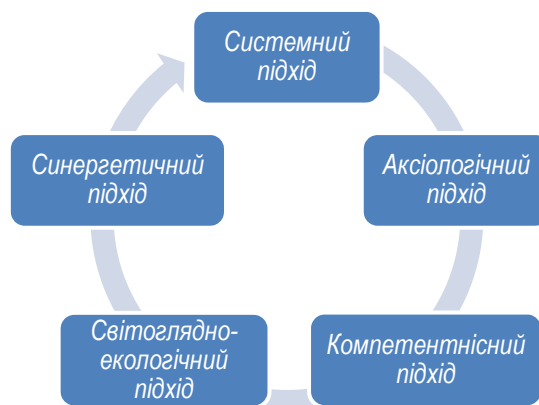 Системний
підхід
Аксіологічний
підхід
Компетентнісний
підхід
Світоглядно-
екологічний
підхід
Синергетичний
підхід